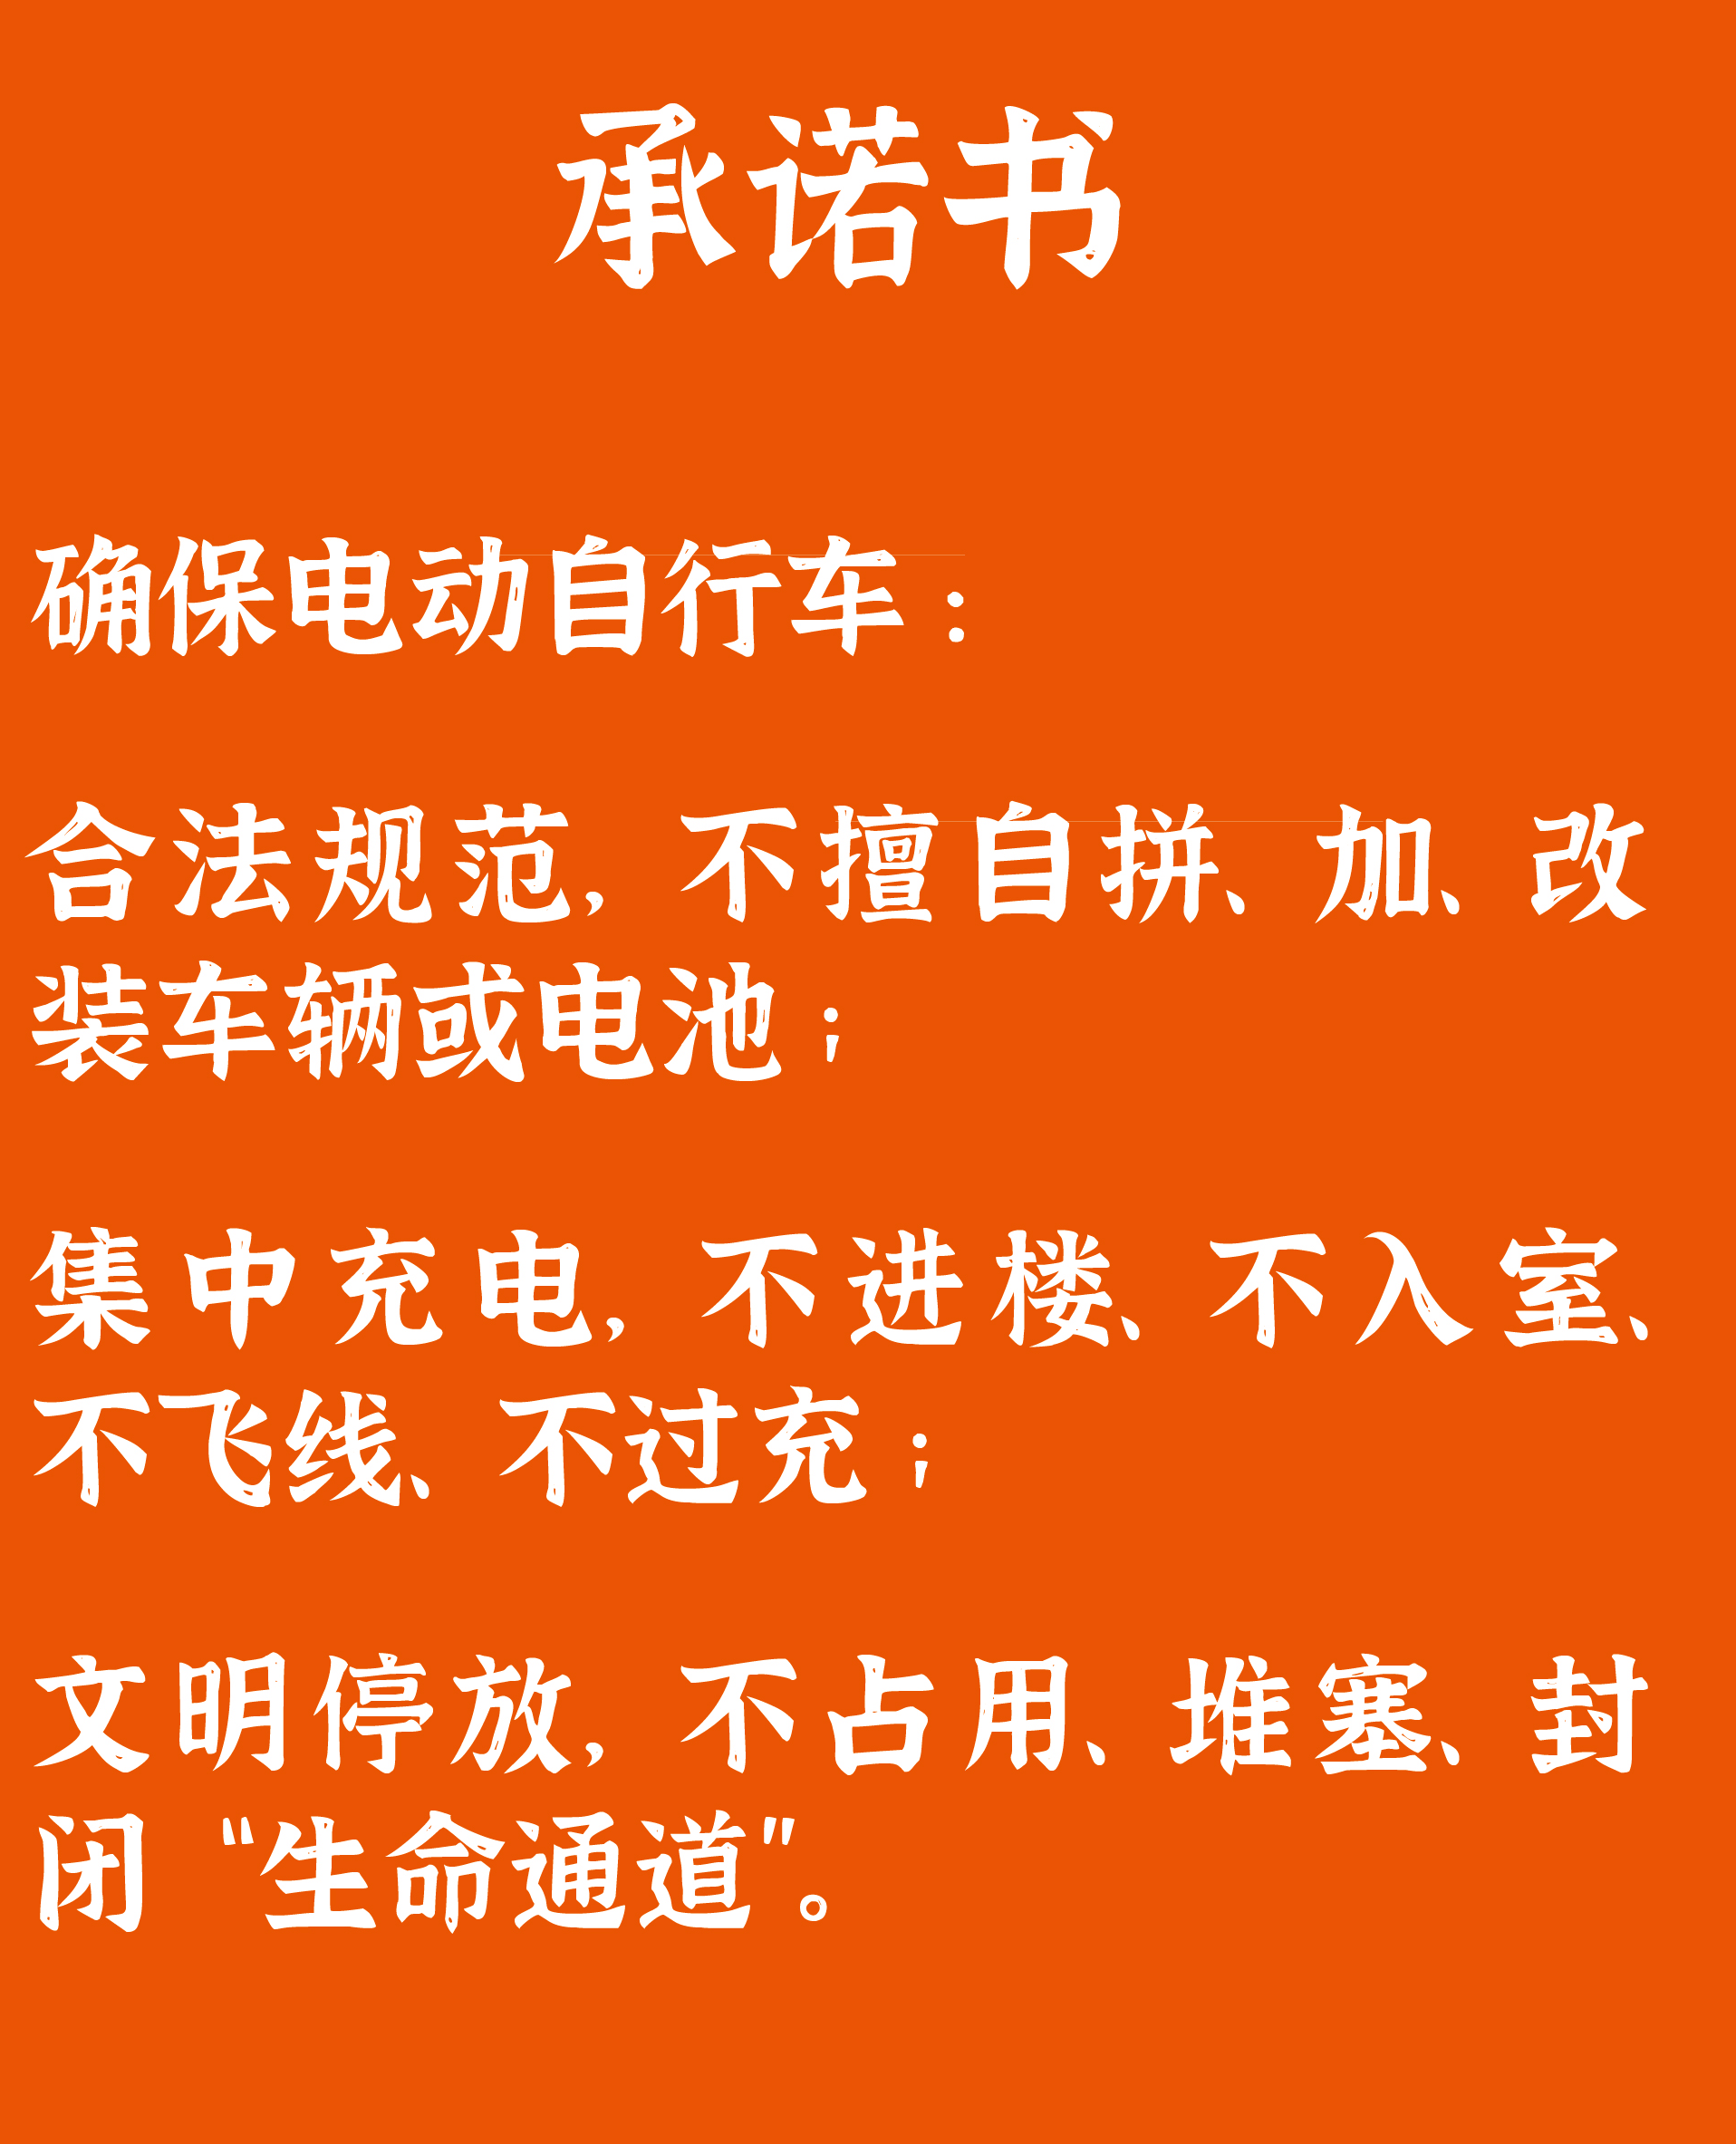 承诺书
确保电动自行车：
合法规范，不擅自拼、加、改
装车辆或电池；
集中充电，不进楼、不入室、
不飞线、不过充；
文明停放，不占用、堆塞、封
闭“生命通道”。